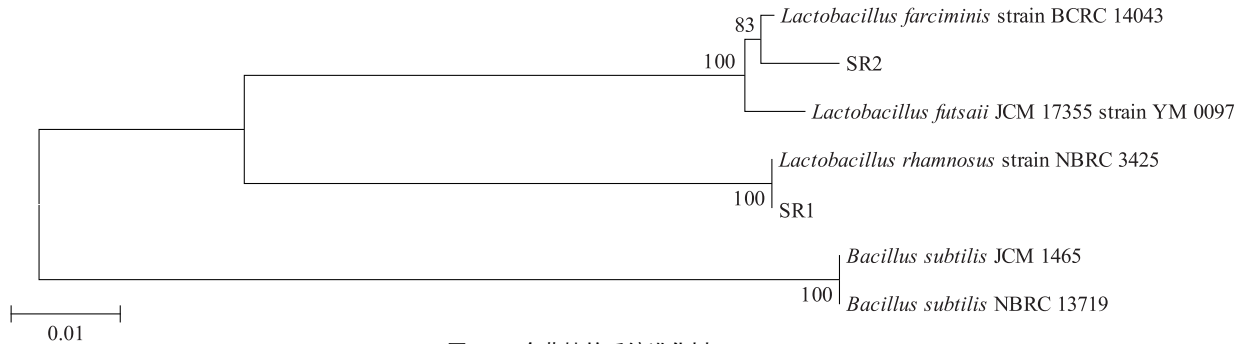 Lactobacillus farciminis strain BCRC 14043
83
SR2
100
Lactobacillus futsaii JCM 17355 strain YM 0097
Lactobacillus rhamnosus strain NBRC 3425
100
SR1
Bacillus subtilis JCM 1465
100
Bacillus subtilis NBRC 13719
0.01